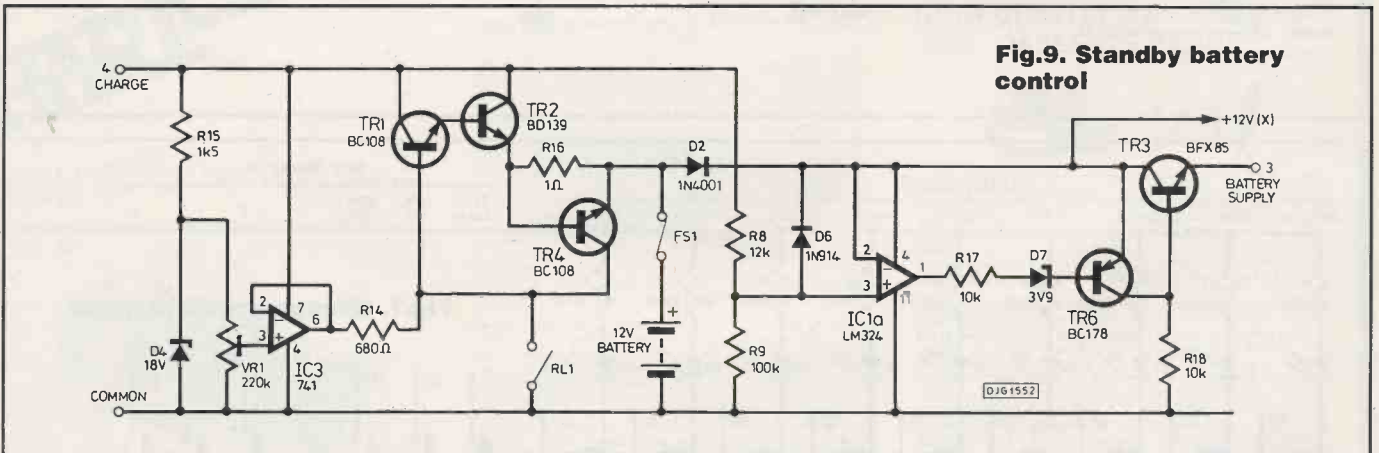 Fig.9. Standby battery
control
4
CHARGE
R15
1k5
D4
18V
VR1
220k
2
3
7
6
4
IC3
741
R14
680Ω
TR1
BC108
TR2
BD139
R16
1Ω
TR4
BC108
RL1
FS1
+
12V
BATTERY
D2
1N4001
R8
12k
R9
100k
D6
1N914
2
3
4
1
11
IC1a
LM324
R17
10k
D7
3V9
TR6
BC178
TR3
BFX85
+12V (X)
3
BATTERY
SUPPLY
R18
10k
COMMON
DJG1552